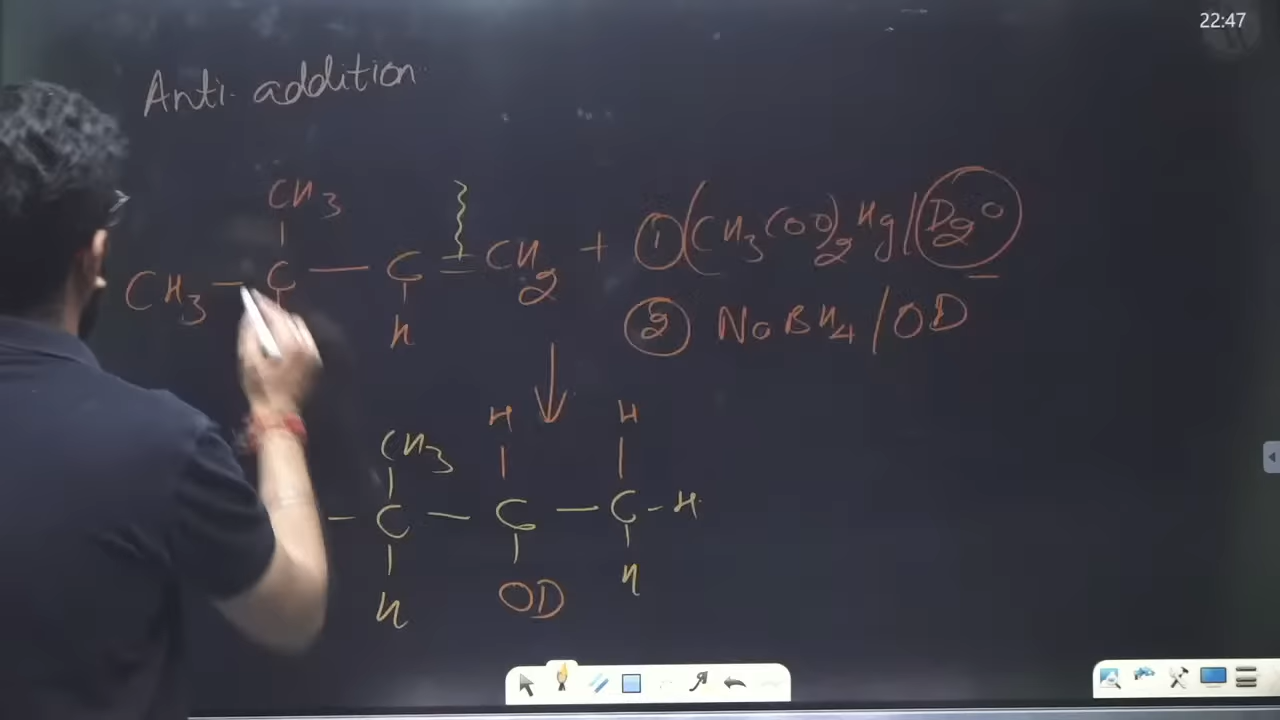 22:47
Anti addition
CH3
CH3 — C — C = CH2 + ① (CH3COO)2Hg / D2O
H
② NaBH4 / OD
H H
CH3
— C — C — C - H
H OD H